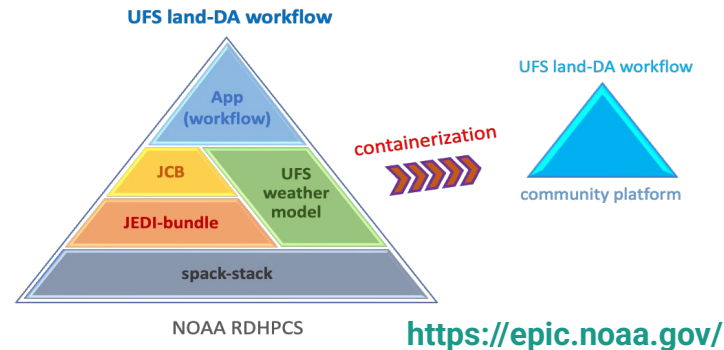 UFS land-DA workflow
App
(workflow)
JCB
UFS
weather
model
JEDI-bundle
spack-stack
NOAA RDHPCS
containerization
UFS land-DA workflow
community platform
https://epic.noaa.gov/